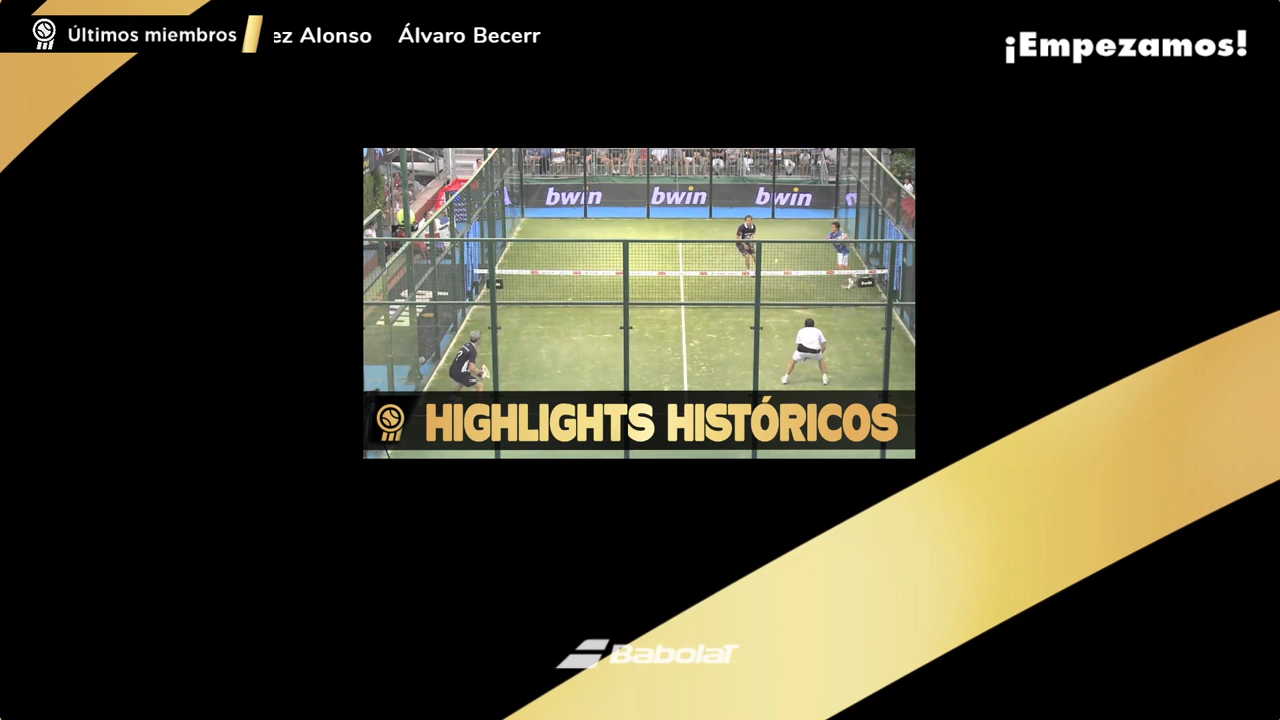 Últimos miembros
ez Alonso Álvaro Becerr
¡Empezamos!
bwin bwin bwin
HIGHLIGHTS HISTÓRICOS
BabolaT